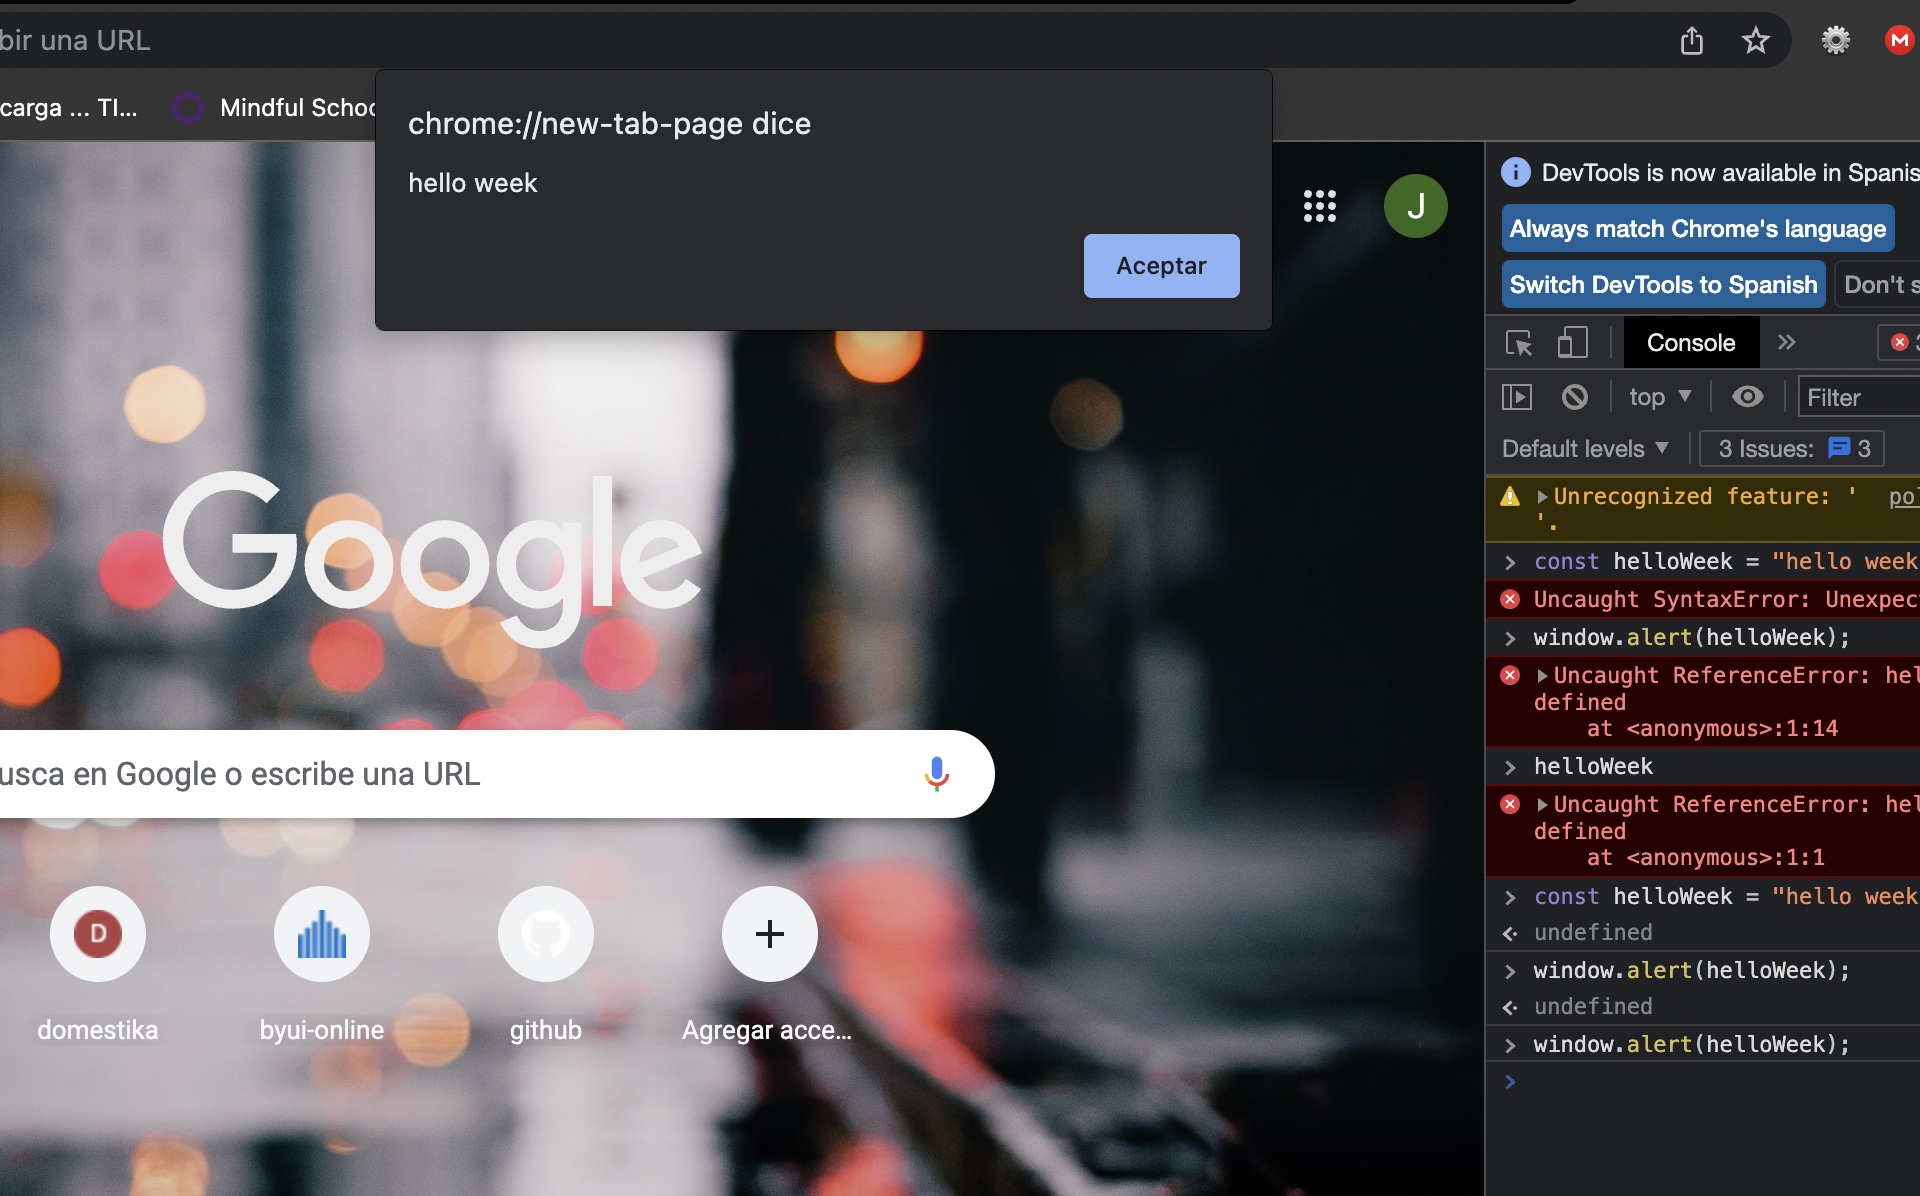 bir una URL
carga ... TI...
Mindful Schoo
chrome://new-tab-page dice
hello week
Aceptar
J
Google
usca en Google o escribe una URL
D
domestika
byui-online
github
Agregar acce...
DevTools is now available in Spanis
Always match Chrome's language
Switch DevTools to Spanish
Don't s
Console
top
Filter
Default levels
3 Issues: 3
Unrecognized feature: ' pol
'.
const helloWeek = "hello week
Uncaught SyntaxError: Unexpec
window.alert(helloWeek);
Uncaught ReferenceError: hel
defined
at <anonymous>:1:14
helloWeek
Uncaught ReferenceError: hel
defined
at <anonymous>:1:1
const helloWeek = "hello week
undefined
window.alert(helloWeek);
undefined
window.alert(helloWeek);